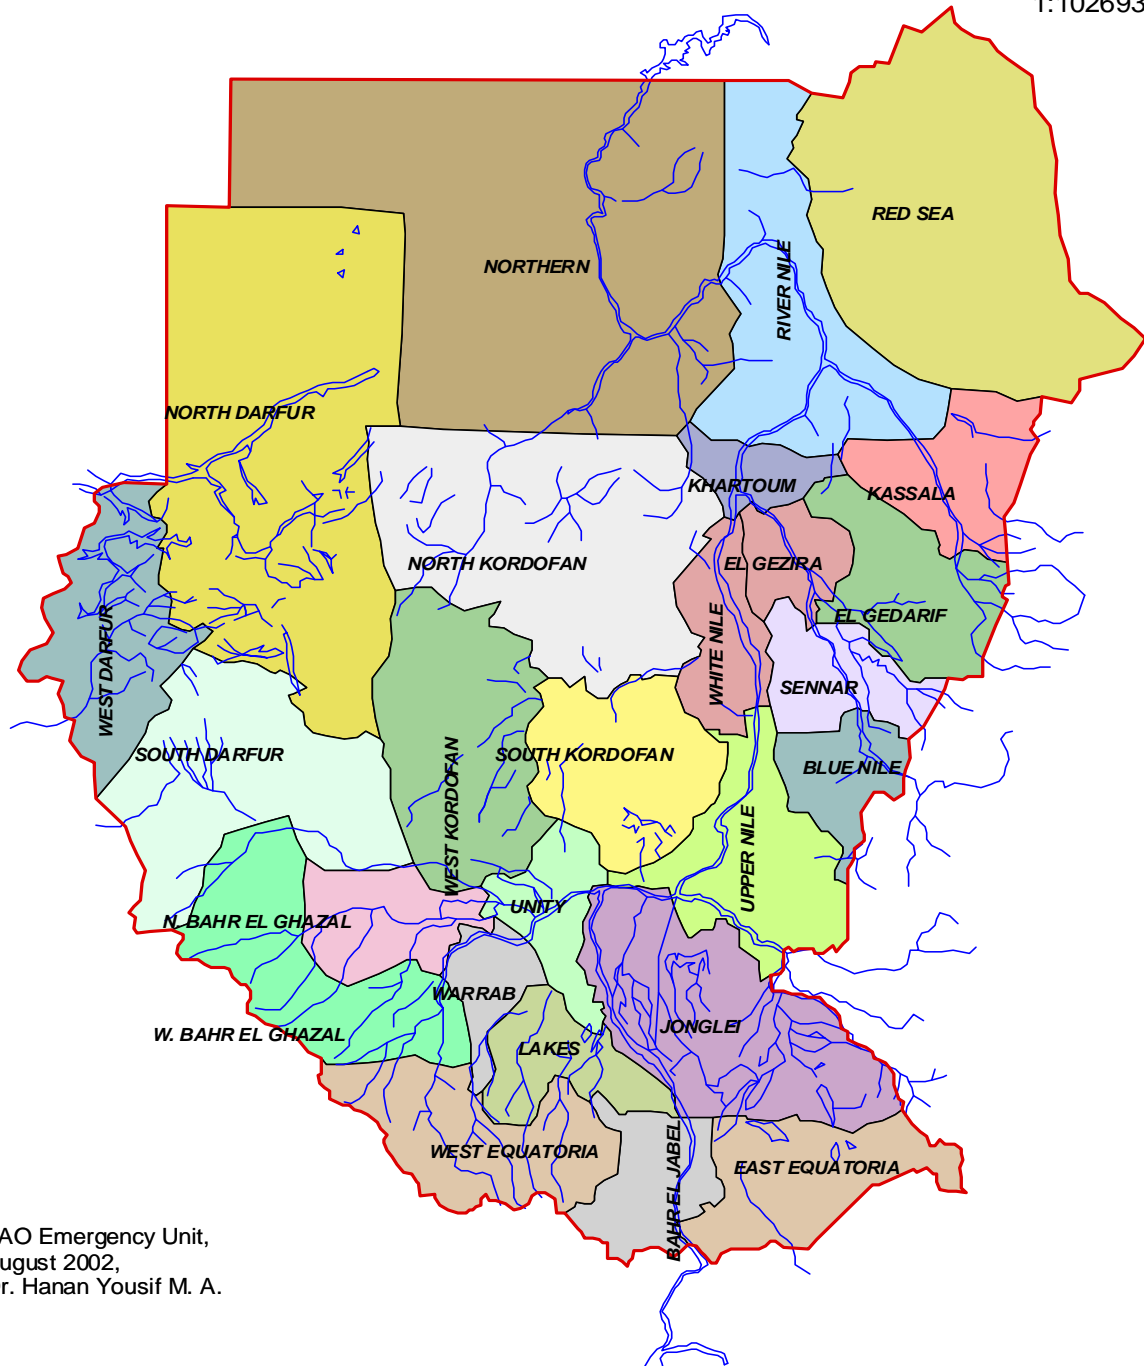 1:102693
RED SEA
NORTHERN
RIVER NILE
NORTH DARFUR
KHARTOUM
KASSALA
NORTH KORDOFAN
EL GEZIRA
EL GEDARIF
WEST DARFUR
WHITE NILE
SENNAR
SOUTH DARFUR
WEST KORDOFAN
SOUTH KORDOFAN
BLUE NILE
UPPER NILE
UNITY
N. BAHR EL GHAZAL
WARRAB
W. BAHR EL GHAZAL
JONGLEI
LAKES
WEST EQUATORIA
BAHR EL JABEL
EAST EQUATORIA
AO Emergency Unit,
ugust 2002,
r. Hanan Yousif M. A.